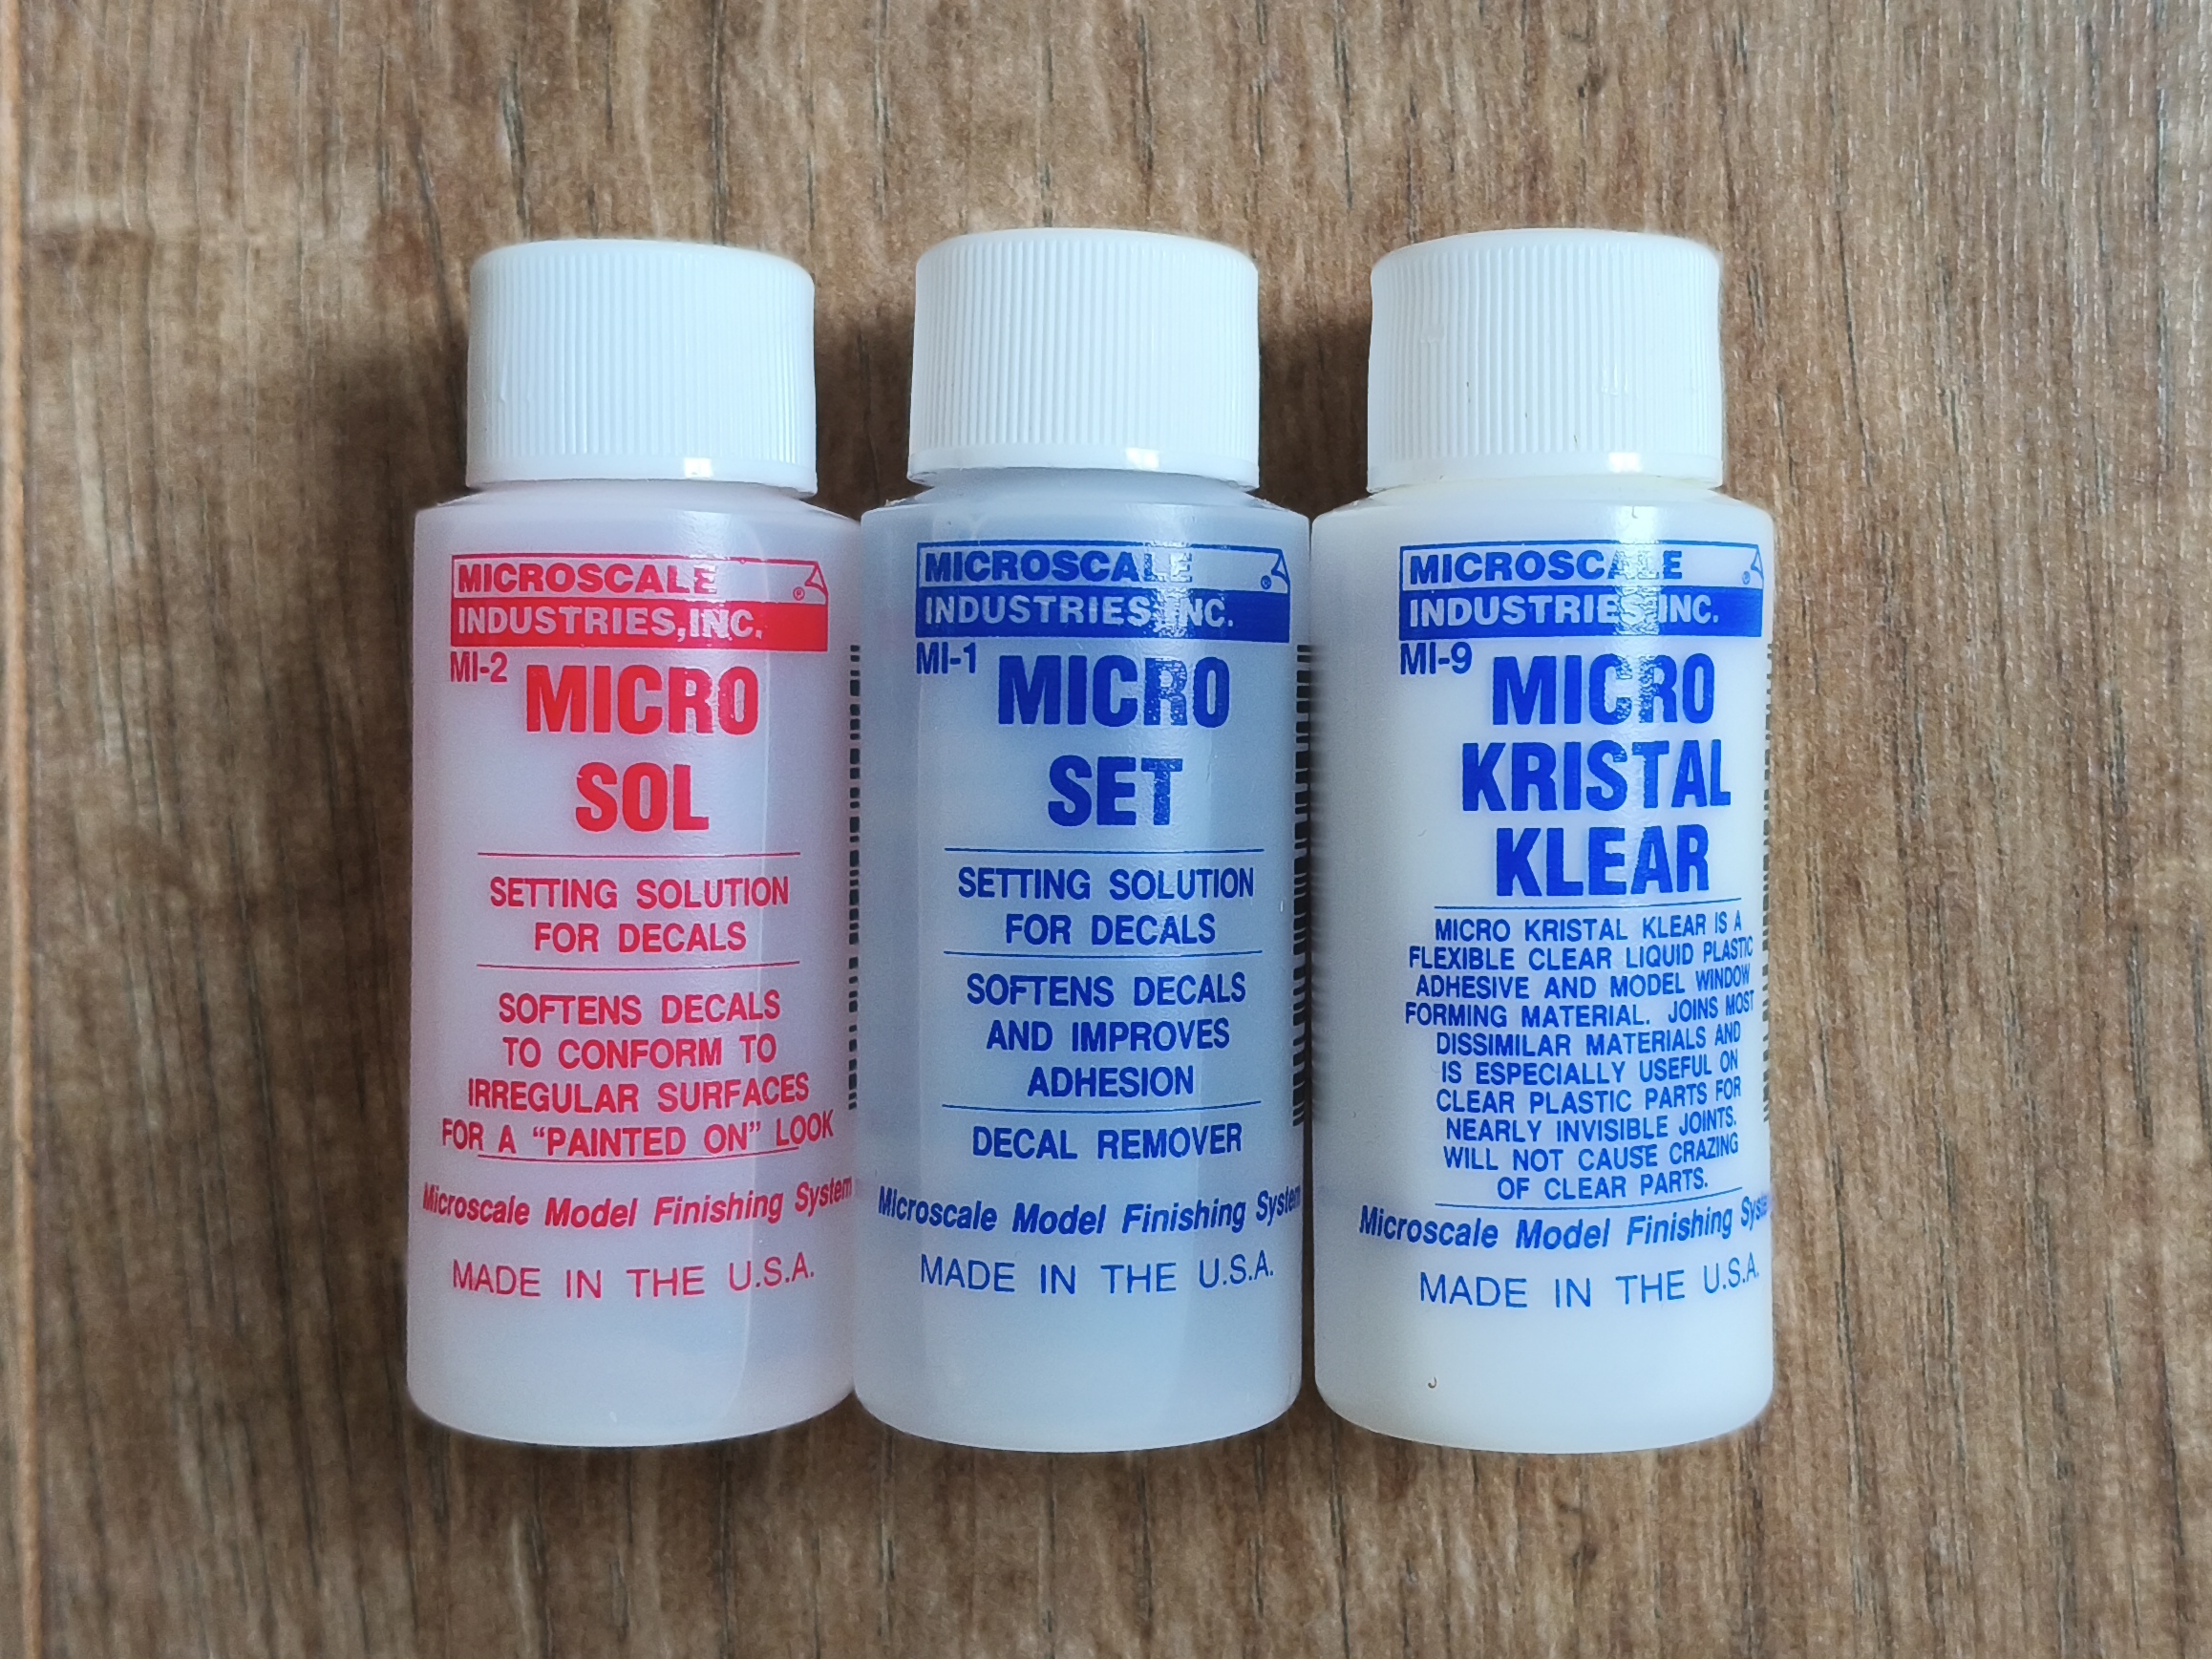 MICROSCALE
INDUSTRIES, INC.
MI-2
MICRO
SOL
SETTING SOLUTION
FOR DECALS
SOFTENS DECALS
TO CONFORM TO
IRREGULAR SURFACES
FOR A “PAINTED ON” LOOK
Microscale Model Finishing System
MADE IN THE U.S.A.
MICROSCALE
INDUSTRIES, INC.
MI-1
MICRO
SET
SETTING SOLUTION
FOR DECALS
SOFTENS DECALS
AND IMPROVES
ADHESION
DECAL REMOVER
Microscale Model Finishing System
MADE IN THE U.S.A.
MICROSCALE
INDUSTRIES, INC.
MI-9
MICRO
KRISTAL
KLEAR
MICRO KRISTAL KLEAR IS A
FLEXIBLE CLEAR LIQUID PLASTIC
ADHESIVE AND MODEL WINDOW
FORMING MATERIAL. JOINS MOST
DISSIMILAR MATERIALS AND
IS ESPECIALLY USEFUL ON
CLEAR PLASTIC PARTS FOR
NEARLY INVISIBLE JOINTS.
WILL NOT CAUSE CRAZING
OF CLEAR PARTS.
Microscale Model Finishing Syste
MADE IN THE U.S.A.